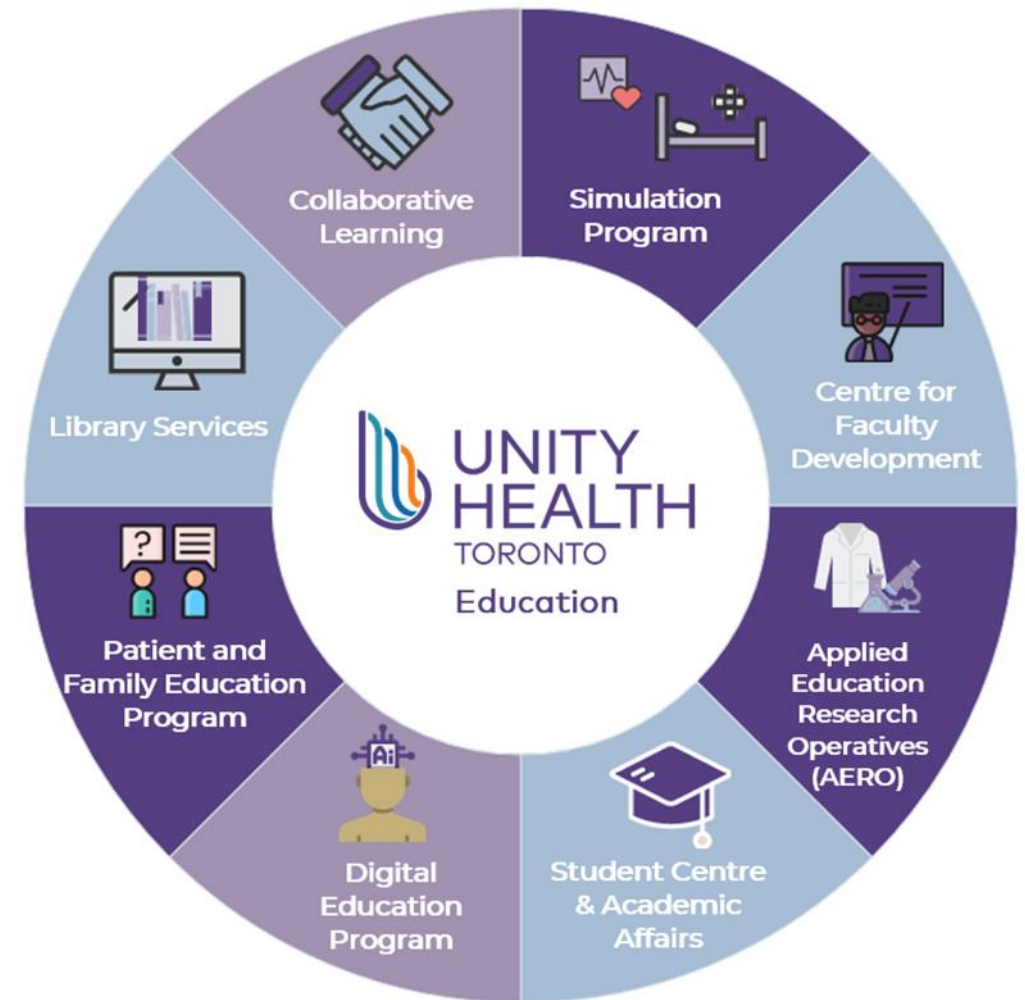 Collaborative
Learning
Simulation
Program
Centre for
Faculty
Development
Applied
Education
Research
Operatives
(AERO)
Student Centre
& Academic
Affairs
Digital
Education
Program
Ai
Patient and
Family Education
Program
?
Library Services
UNITY
HEALTH
TORONTO
Education